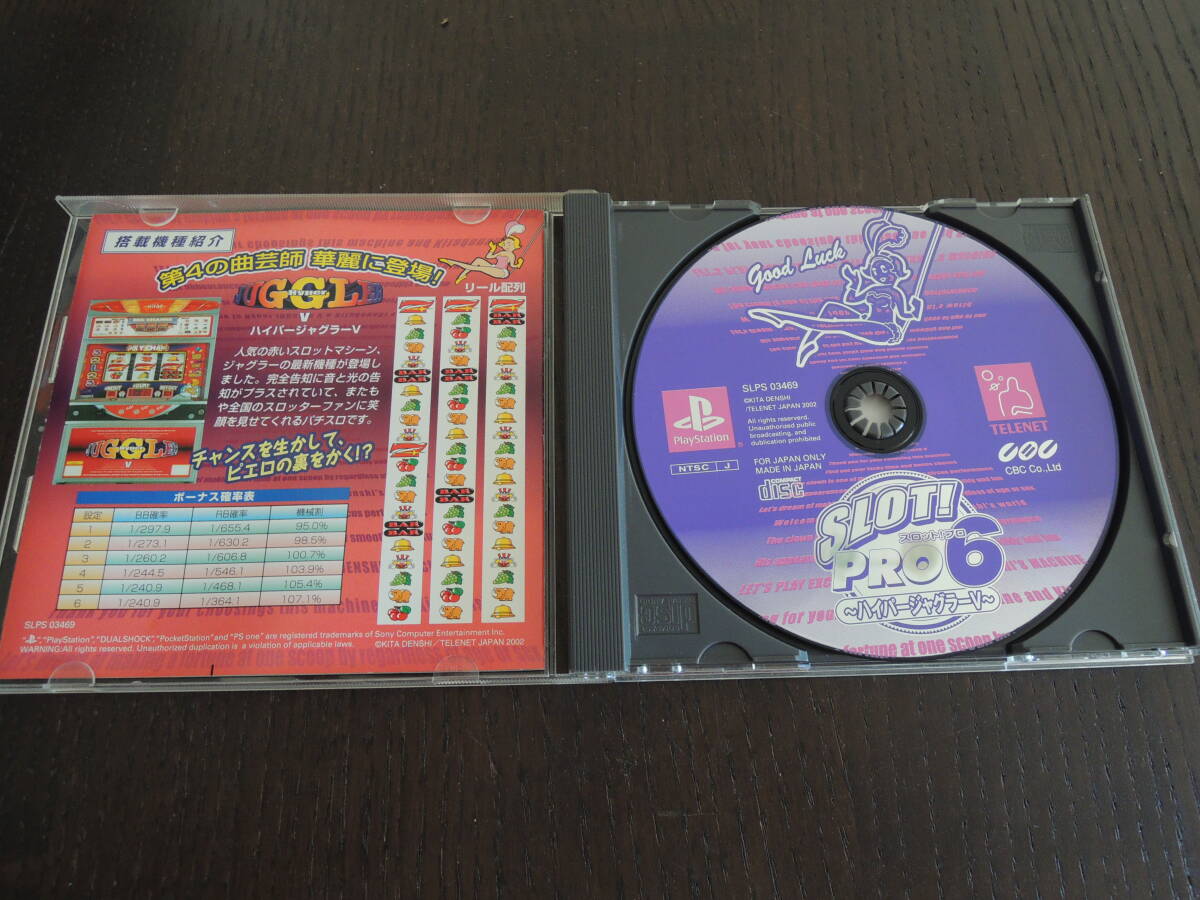 搭載機種紹介
第4の曲芸師 華麗に登場!
リール配列
JUGGLER
HYPER
V
ハイパージャグラーV
人気の赤いスロットマシーン、
ジャグラーの最新機種が登場し
ました。完全告知に音と光の告
知がプラスされていて、またも
や全国のスロッターファンに笑
顔を見せてくれるパチスロです。
チャンスを生かして、
ピエロの裏をかく!?
ボーナス確率表
設定 BB確率 RB確率 機械割
1 1/297.9 1/655.4 95.0%
2 1/273.1 1/630.2 98.5%
3 1/260.2 1/606.8 100.7%
4 1/244.5 1/546.1 103.9%
5 1/240.9 1/468.1 105.4%
6 1/240.9 1/364.1 107.1%
SLPS 03469
"PlayStation", "DUALSHOCK", "PocketStation" and "PS one" are registered trademarks of Sony Computer Entertainment Inc.
WARNING:All rights reserved. Unauthorized duplication is a violation of applicable laws.
©KITA DENSHI/TELENET JAPAN 2002
Good Luck
SLPS 03469
©KITA DENSHI
/TELENET JAPAN 2002
All rights reserverd.
Unauthorized public
broadcasting, and
dublication prohibited
PlayStation
NTSC J
FOR JAPAN ONLY
MADE IN JAPAN
COMPACT
disc
TELENET
CBC Co.,Ltd
SLOT!
スロット!プロ
PRO 6
~ハイパージャグラーV~
LET'S PLAY
fortune at one scoop by